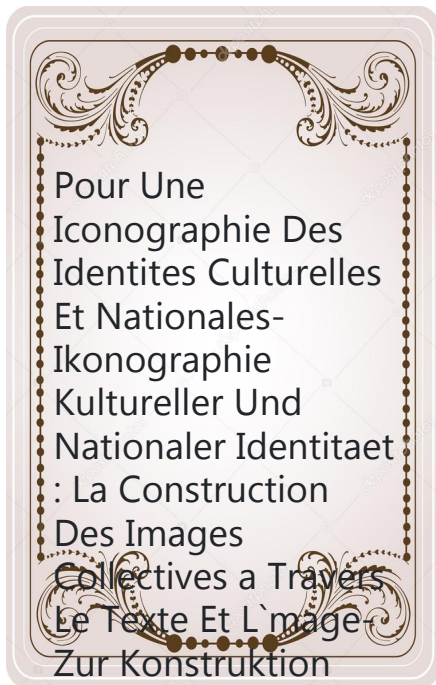 Pour Une
Iconographie Des
Identites Culturelles
Et Nationales-
Ikonographie
Kultureller Und
Nationaler Identitaet
: La Construction
Des Images
Collectives a Travers
Le Texte Et L`mage-
Zur Konstruktion